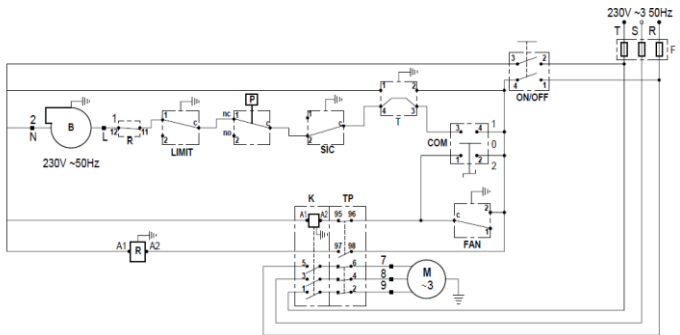 230V ~3 50Hz
T S R
F
3 2
4 1
ON/OFF
P
1 2
4 3
T
2
N
B
L
1
12 11
R
230V ~50Hz
1 c
2
LIMIT
nc
no
c
1
2 c
SIC
COM
3 4
1 2
1
0
2
K TP
A1 A2
95 96
97 98
c
2
1
FAN
A1 R A2
5 6 7
3 4 8
1 2 9
M
~3